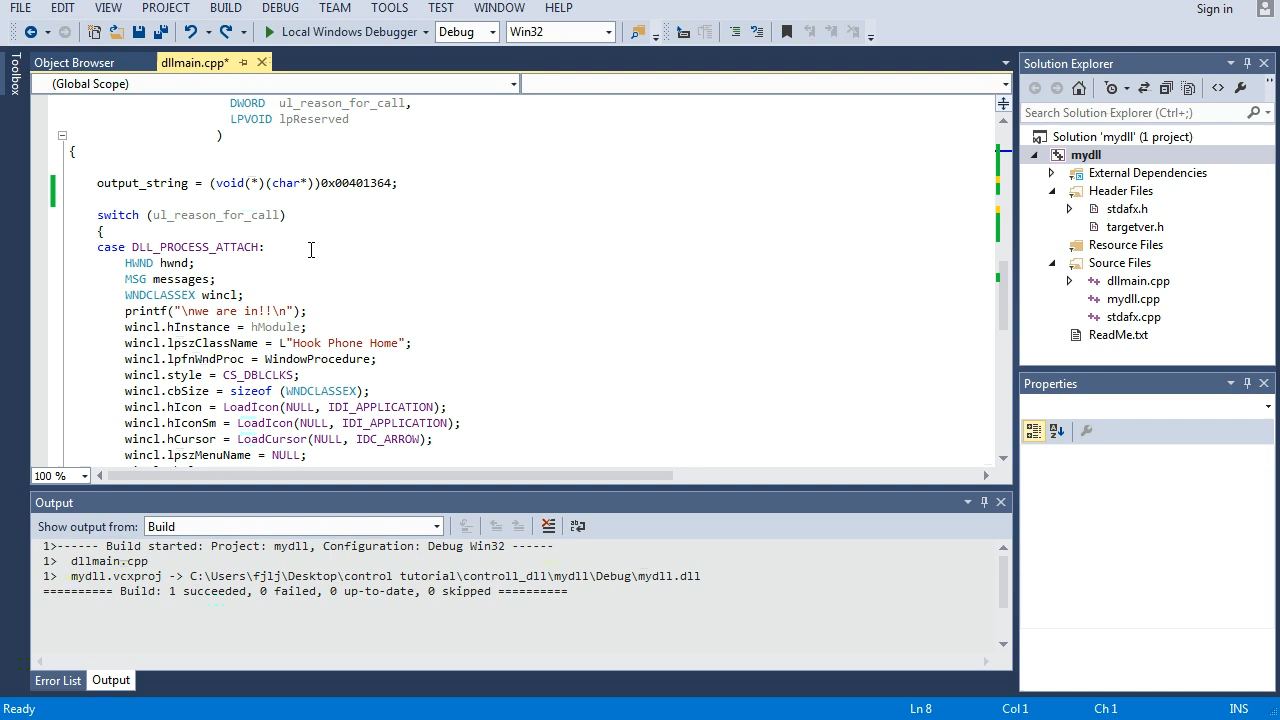 FILE EDIT VIEW PROJECT BUILD DEBUG TEAM TOOLS TEST WINDOW HELP Sign in
Local Windows Debugger Debug Win32
Toolbox
Object Browser dllmain.cpp*
(Global Scope)
DWORD ul_reason_for_call,
LPVOID lpReserved
)
{
output_string = (void(*)(char*))0x00401364;
switch (ul_reason_for_call)
{
case DLL_PROCESS_ATTACH:
HWND hwnd;
MSG messages;
WNDCLASSEX wincl;
printf("\nwe are in!!\n");
wincl.hInstance = hModule;
wincl.lpszClassName = L"Hook Phone Home";
wincl.lpfnWndProc = WindowProcedure;
wincl.style = CS_DBLCLKS;
wincl.cbSize = sizeof (WNDCLASSEX);
wincl.hIcon = LoadIcon(NULL, IDI_APPLICATION);
wincl.hIconSm = LoadIcon(NULL, IDI_APPLICATION);
wincl.hCursor = LoadCursor(NULL, IDC_ARROW);
wincl.lpszMenuName = NULL;
100 %
Output
Show output from: Build
1>------ Build started: Project: mydll, Configuration: Debug Win32 ------
1> dllmain.cpp
1> mydll.vcxproj -> C:\Users\fjlj\Desktop\control tutorial\controll_dll\mydll\Debug\mydll.dll
========== Build: 1 succeeded, 0 failed, 0 up-to-date, 0 skipped ==========
Error List Output
Solution Explorer
Search Solution Explorer (Ctrl+;)
Solution 'mydll' (1 project)
mydll
External Dependencies
Header Files
stdafx.h
targetver.h
Resource Files
Source Files
dllmain.cpp
mydll.cpp
stdafx.cpp
ReadMe.txt
Properties
Ready Ln 8 Col 1 Ch 1 INS